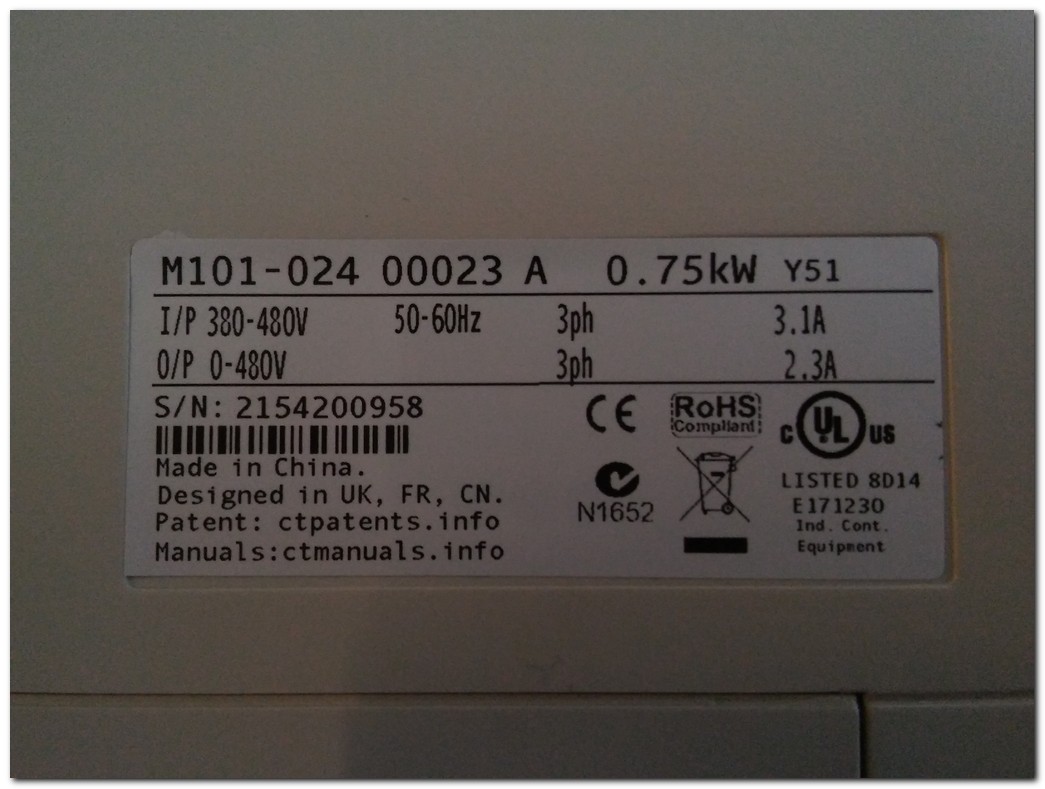 M101-024 00023 A 0.75kW Y51
I/P 380-480V 50-60Hz 3ph 3.1A
O/P 0-480V 3ph 2.3A
S/N: 2154200958
Made in China.
Designed in UK, FR, CN.
Patent: ctpatents.info
Manuals:ctmanuals.info
CE
RoHS
Compliant
N1652
c UL US
LISTED 8D14
E171230
Ind. Cont.
Equipment